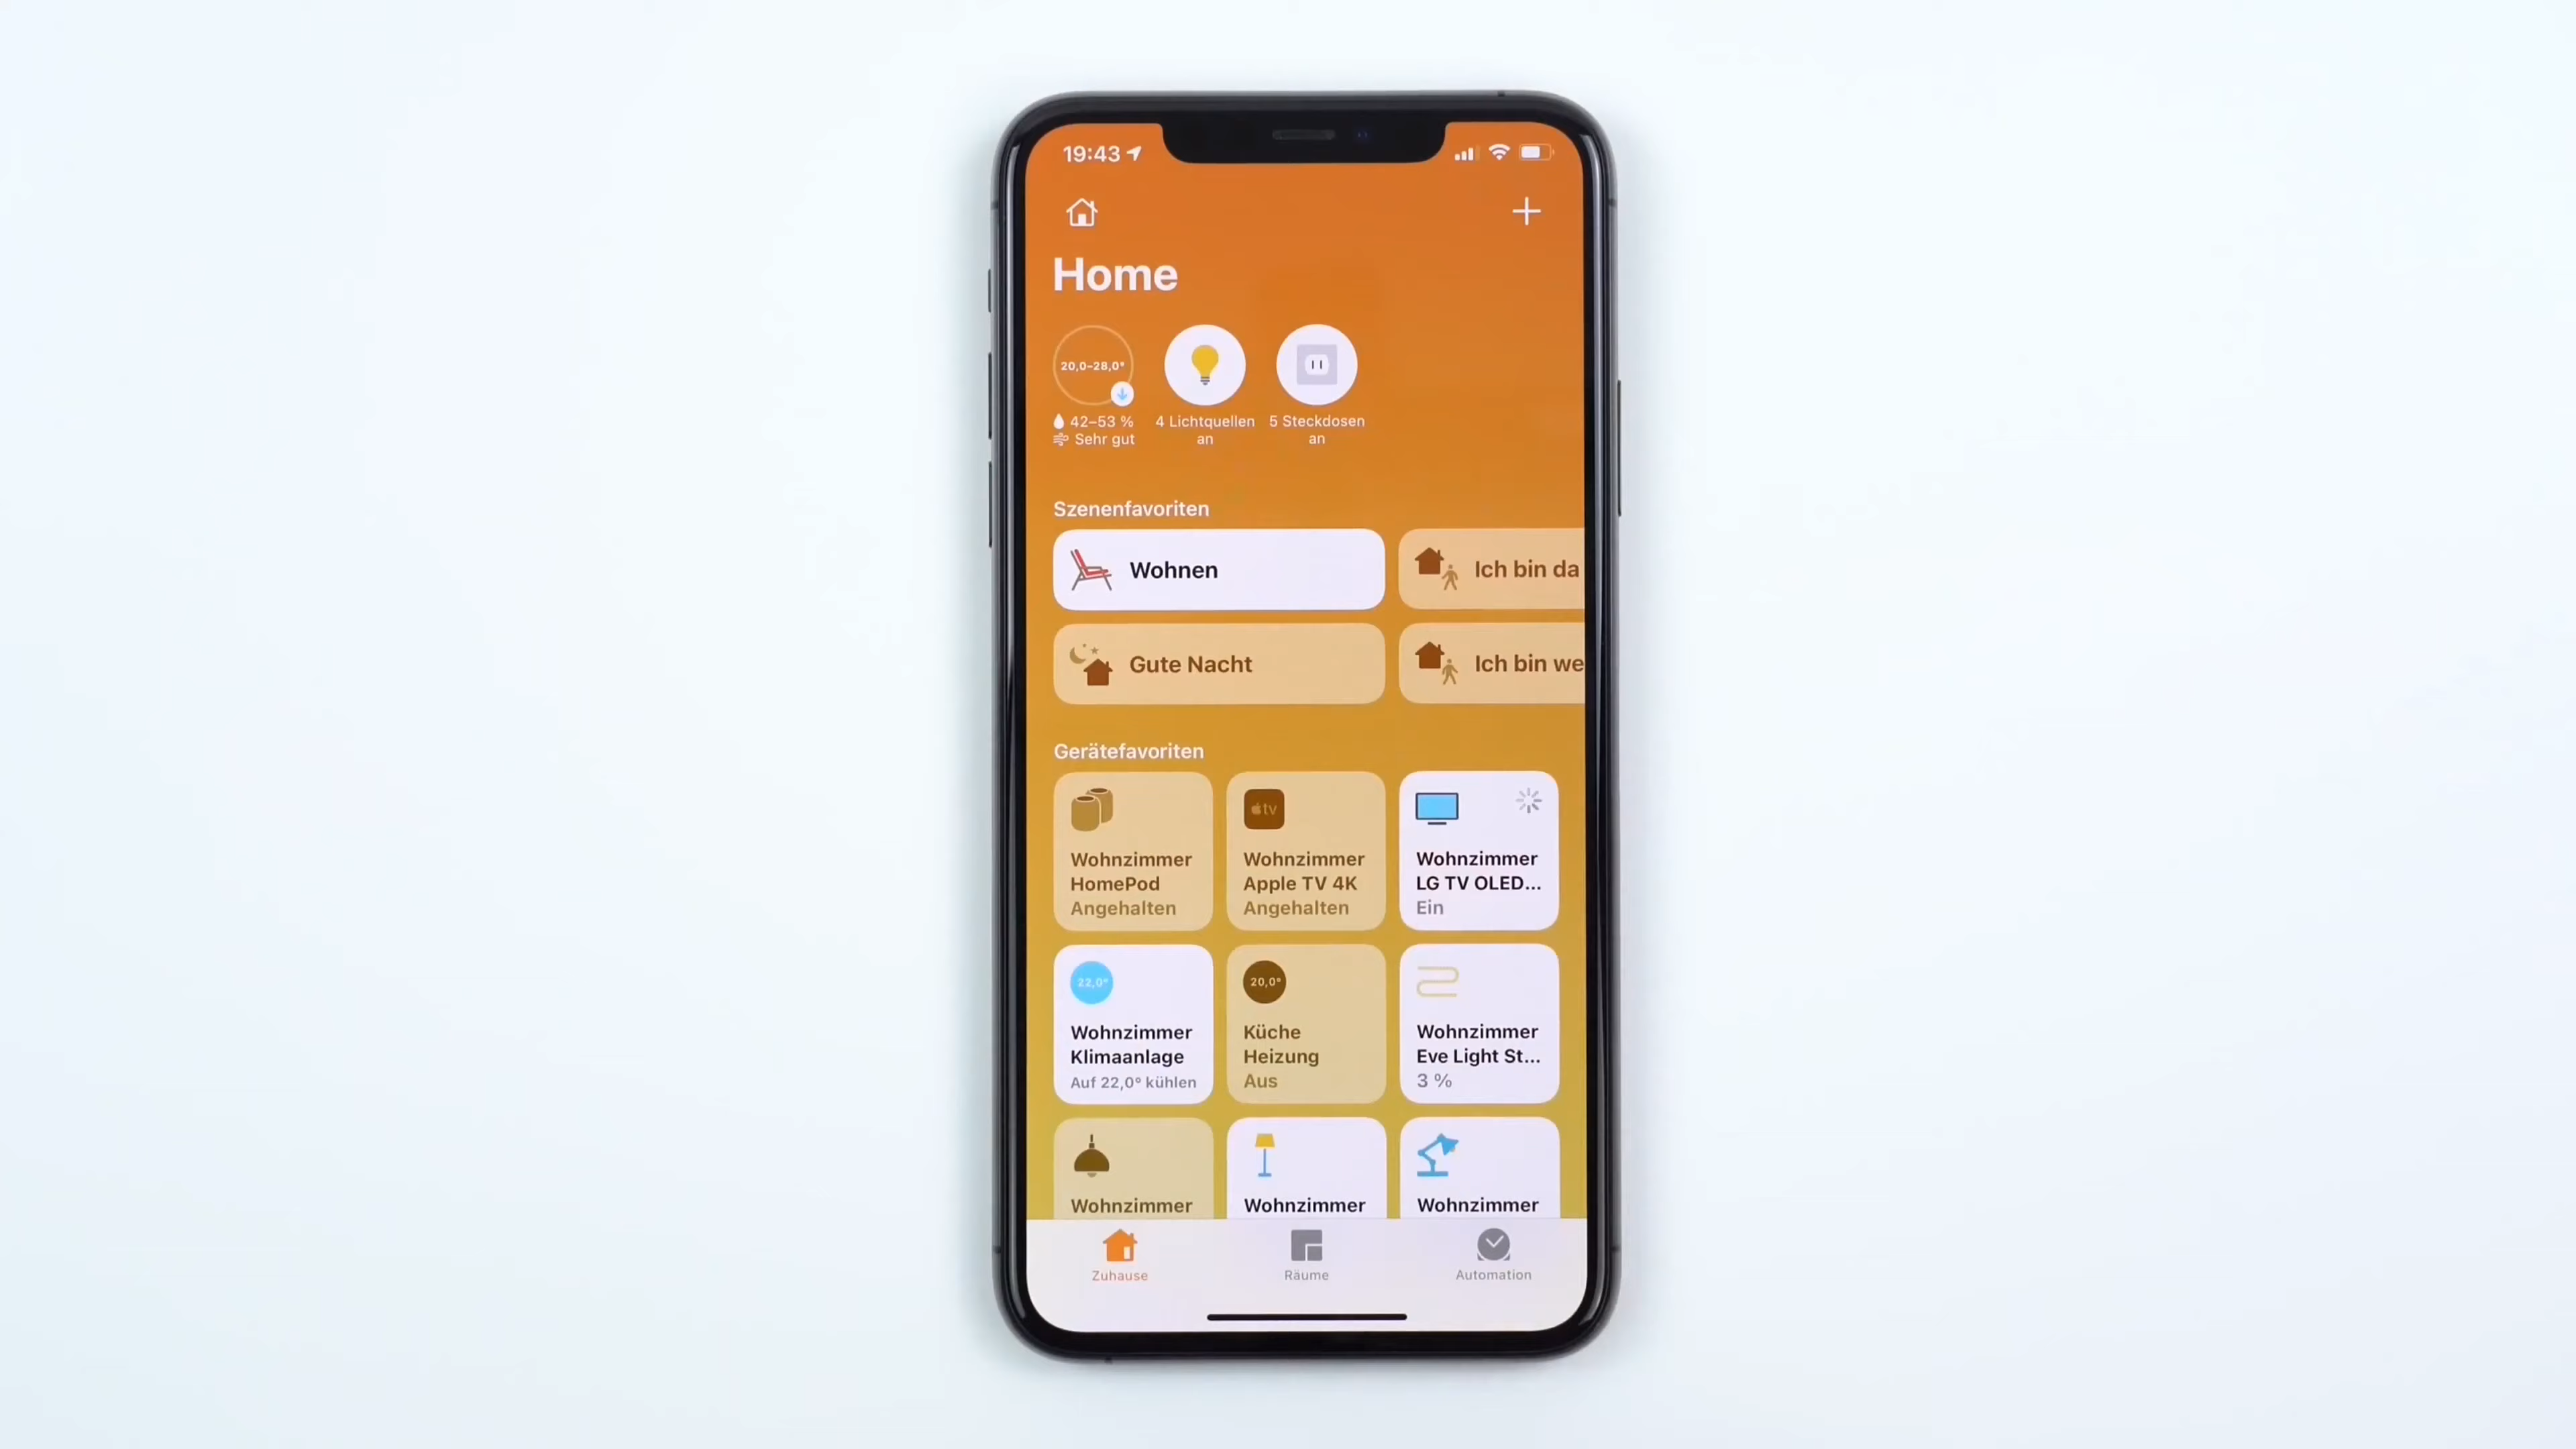 19:43
Home
20,0–28,0°
42–53 %
Sehr gut
4 Lichtquellen
an
5 Steckdosen
an
Szenenfavoriten
Wohnen
Ich bin da
Gute Nacht
Ich bin we
Gerätefavoriten
Wohnzimmer
HomePod
Angehalten
tv
Wohnzimmer
Apple TV 4K
Angehalten
Wohnzimmer
LG TV OLED...
Ein
22,0°
Wohnzimmer
Klimaanlage
Auf 22,0° kühlen
20,0°
Küche
Heizung
Aus
Wohnzimmer
Eve Light St...
3 %
Wohnzimmer
Wohnzimmer
Wohnzimmer
Zuhause
Räume
Automation